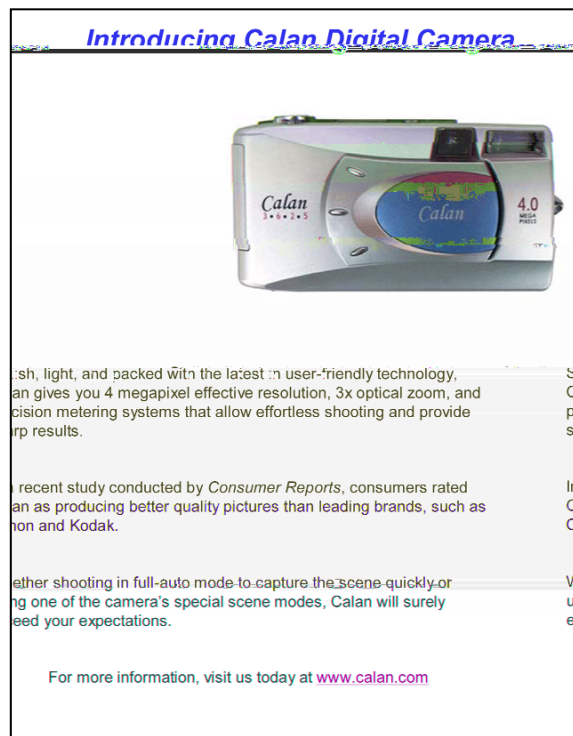 Introducing Calan Digital Camera
Calan
3•6•2•5
Calan
4.0
MEGA
PIXELS
sh, light, and packed with the latest in user-friendly technology,
an gives you 4 megapixel effective resolution, 3x optical zoom, and
cision metering systems that allow effortless shooting and provide
rp results.
recent study conducted by Consumer Reports, consumers rated
an as producing better quality pictures than leading brands, such as
non and Kodak.
ether shooting in full-auto mode to capture the scene quickly or
ng one of the camera's special scene modes, Calan will surely
ceed your expectations.
For more information, visit us today at www.calan.com